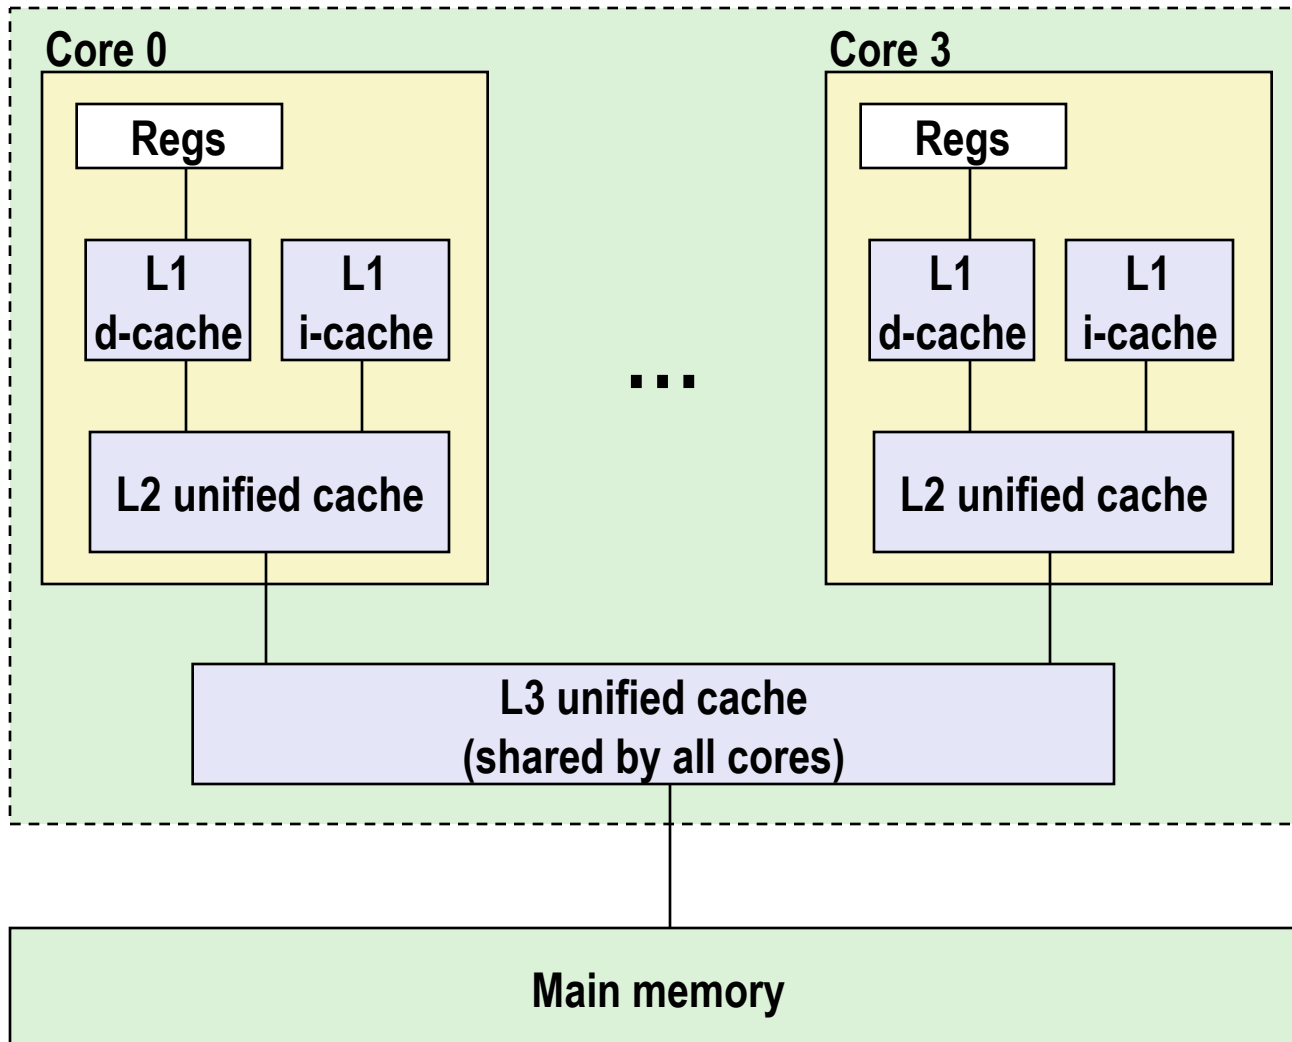 Core 0
Regs
L1
d-cache
L1
i-cache
L2 unified cache
...
Core 3
Regs
L1
d-cache
L1
i-cache
L2 unified cache
L3 unified cache
(shared by all cores)
Main memory